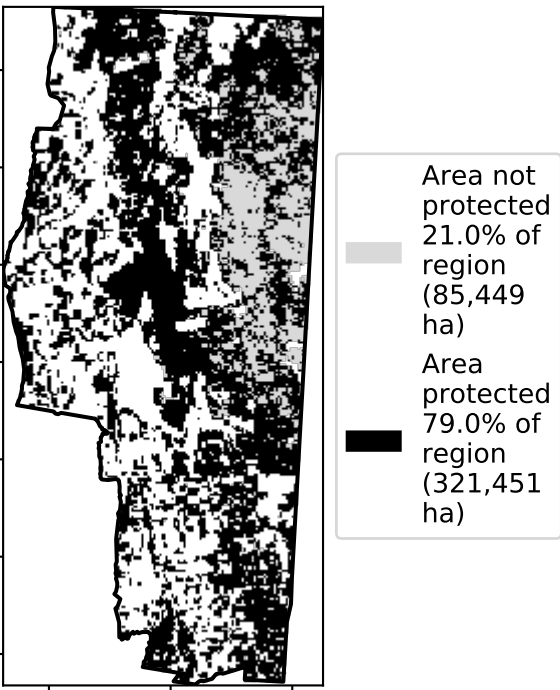 Area not
protected
21.0% of
region
(85,449
ha)
Area
protected
79.0% of
region
(321,451
ha)